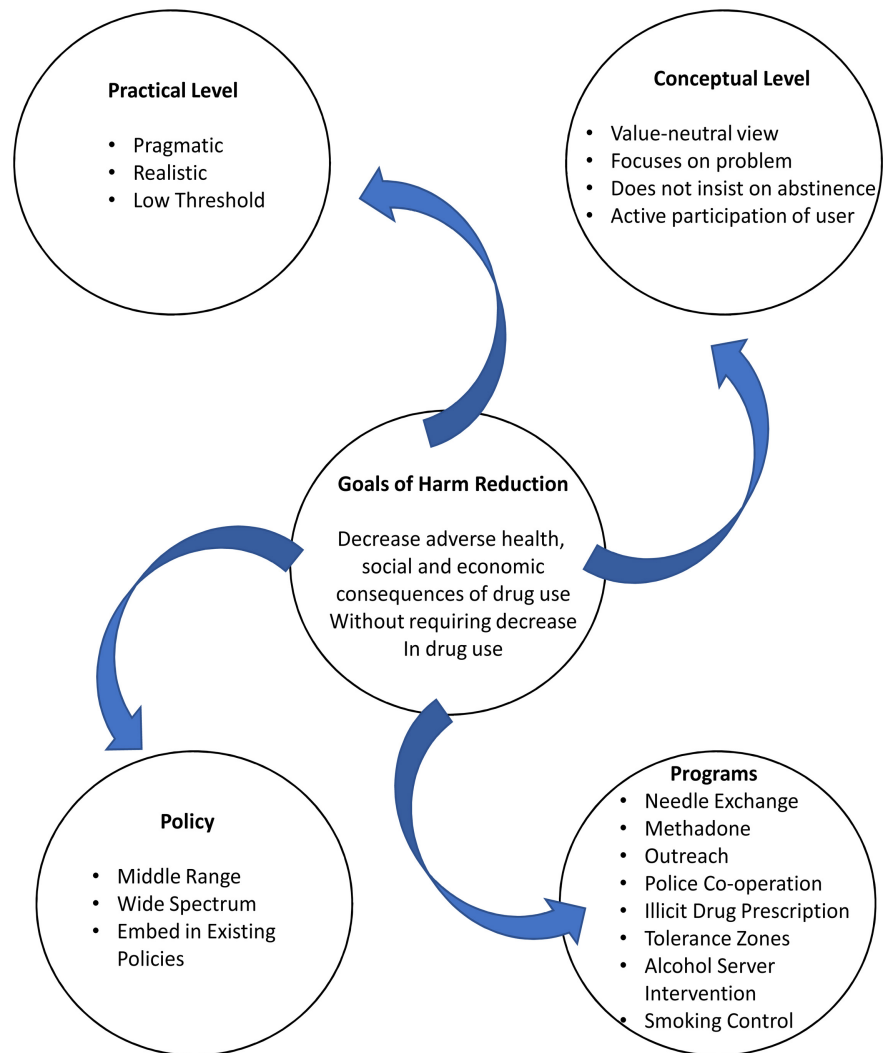 Practical Level
• Pragmatic
• Realistic
• Low Threshold
Conceptual Level
• Value-neutral view
• Focuses on problem
• Does not insist on abstinence
• Active participation of user
Goals of Harm Reduction
Decrease adverse health,
social and economic
consequences of drug use
Without requiring decrease
In drug use
Policy
• Middle Range
• Wide Spectrum
• Embed in Existing
Policies
Programs
• Needle Exchange
• Methadone
• Outreach
• Police Co-operation
• Illicit Drug Prescription
• Tolerance Zones
• Alcohol Server
Intervention
• Smoking Control